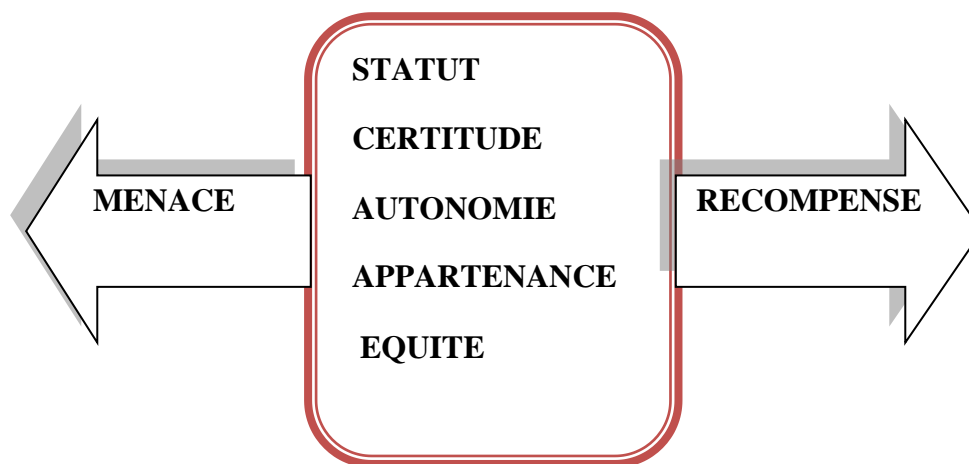 STATUT
CERTITUDE
MENACE
AUTONOMIE
RECOMPENSE
APPARTENANCE
EQUITE